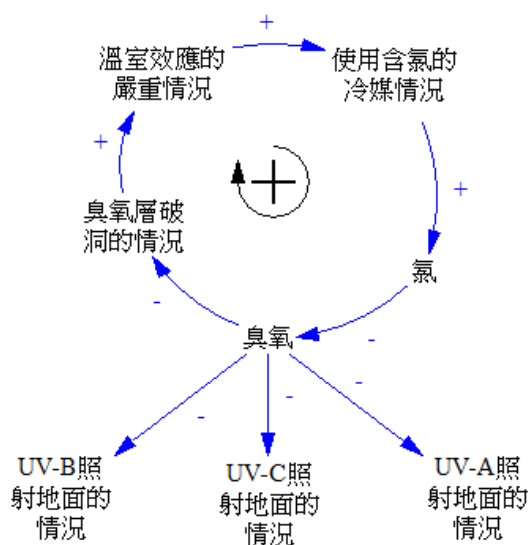 溫室效應的
嚴重情況
+
使用含氯的
冷媒情況
+
+
臭氧層破
洞的情況
氯
-
-
臭氧
-
-
-
UV-B照
射地面的
情況
UV-C照
射地面的
情況
UV-A照
射地面的
情況